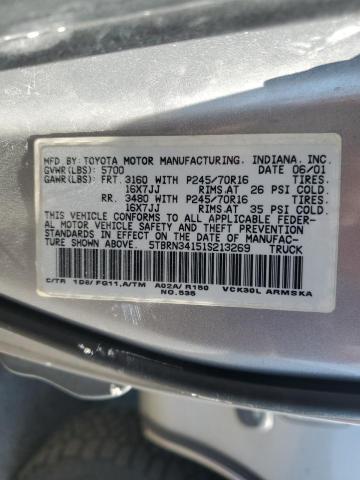 MFD. BY: TOYOTA MOTOR MANUFACTURING, INDIANA, INC.
GVWR(LBS): 5700 DATE 06/01
GAWR(LBS): FRT. 3160 WITH P245/70R16 TIRES,
16X7JJ RIMS,AT 26 PSI COLD.
RR. 3480 WITH P245/70R16 TIRES,
16X7JJ RIMS,AT 35 PSI COLD.
THIS VEHICLE CONFORMS TO ALL APPLICABLE FEDER-
AL MOTOR VEHICLE SAFETY AND THEFT PREVENTION
STANDARDS IN EFFECT ON THE DATE OF MANUFAC-
TURE SHOWN ABOVE. 5TBRN34151S213269 TRUCK
C/TR 1D6/FG11,A/TM A02A/R150 VCK30L ARMSKA
NO.535